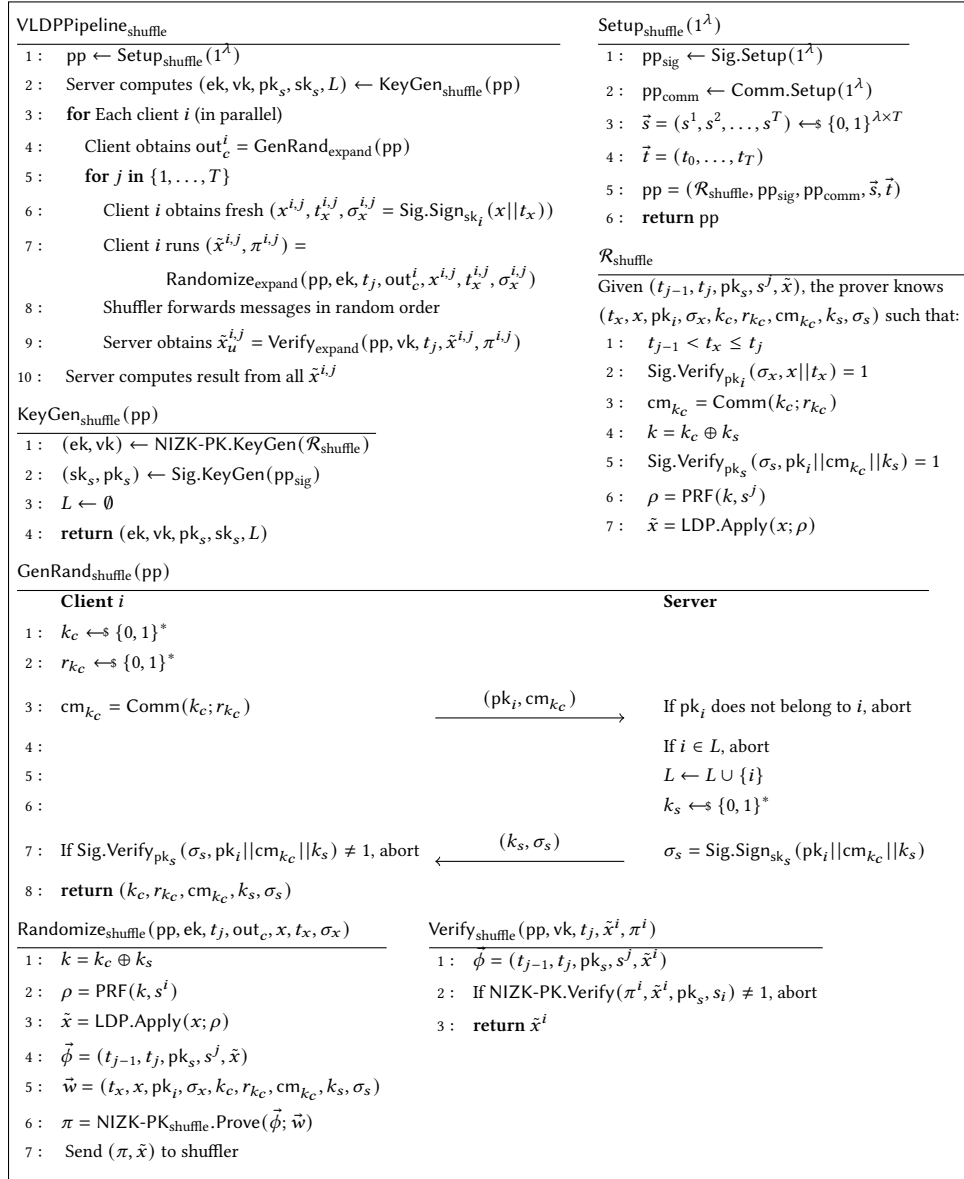 VLDPPipeline_shuffle
1 : pp ← Setup_shuffle(1^λ)
2 : Server computes (ek, vk, pk_s, sk_s, L) ← KeyGen_shuffle(pp)
3 : for Each client i (in parallel)
4 : Client obtains out_c^i = GenRand_expand(pp)
5 : for j in {1, . . . , T}
6 : Client i obtains fresh (x^{i,j}, t_x^{i,j}, σ_x^{i,j} = Sig.Sign_{sk_i}(x||t_x))
7 : Client i runs (x̃^{i,j}, π^{i,j}) =
Randomize_expand(pp, ek, t_j, out_c^i, x^{i,j}, t_x^{i,j}, σ_x^{i,j})
8 : Shuffler forwards messages in random order
9 : Server obtains x̃_u^{i,j} = Verify_expand(pp, vk, t_j, x̃^{i,j}, π^{i,j})
10 : Server computes result from all x̃^{i,j}
KeyGen_shuffle(pp)
1 : (ek, vk) ← NIZK-PK.KeyGen(R_shuffle)
2 : (sk_s, pk_s) ← Sig.KeyGen(pp_sig)
3 : L ← ∅
4 : return (ek, vk, pk_s, sk_s, L)
Setup_shuffle(1^λ)
1 : pp_sig ← Sig.Setup(1^λ)
2 : pp_comm ← Comm.Setup(1^λ)
3 : s⃗ = (s^1, s^2, . . . , s^T) ←$ {0, 1}^{λ×T}
4 : t⃗ = (t_0, . . . , t_T)
5 : pp = (R_shuffle, pp_sig, pp_comm, s⃗, t⃗)
6 : return pp
R_shuffle
Given (t_{j−1}, t_j, pk_s, s^j, x̃), the prover knows
(t_x, x, pk_i, σ_x, k_c, r_{k_c}, cm_{k_c}, k_s, σ_s) such that:
1 : t_{j−1} < t_x ≤ t_j
2 : Sig.Verify_{pk_i}(σ_x, x||t_x) = 1
3 : cm_{k_c} = Comm(k_c; r_{k_c})
4 : k = k_c ⊕ k_s
5 : Sig.Verify_{pk_s}(σ_s, pk_i||cm_{k_c}||k_s) = 1
6 : ρ = PRF(k, s^j)
7 : x̃ = LDP.Apply(x; ρ)
GenRand_shuffle(pp)
Client i Server
1 : k_c ←$ {0, 1}^*
2 : r_{k_c} ←$ {0, 1}^*
3 : cm_{k_c} = Comm(k_c; r_{k_c}) (pk_i, cm_{k_c}) If pk_i does not belong to i, abort
4 : If i ∈ L, abort
5 : L ← L ∪ {i}
6 : k_s ←$ {0, 1}^*
7 : If Sig.Verify_{pk_s}(σ_s, pk_i||cm_{k_c}||k_s) ≠ 1, abort (k_s, σ_s) σ_s = Sig.Sign_{sk_s}(pk_i||cm_{k_c}||k_s)
8 : return (k_c, r_{k_c}, cm_{k_c}, k_s, σ_s)
Randomize_shuffle(pp, ek, t_j, out_c, x, t_x, σ_x)
1 : k = k_c ⊕ k_s
2 : ρ = PRF(k, s^i)
3 : x̃ = LDP.Apply(x; ρ)
4 : ϕ⃗ = (t_{j−1}, t_j, pk_s, s^j, x̃)
5 : w⃗ = (t_x, x, pk_i, σ_x, k_c, r_{k_c}, cm_{k_c}, k_s, σ_s)
6 : π = NIZK-PK_shuffle.Prove(ϕ⃗; w⃗)
7 : Send (π, x̃) to shuffler
Verify_shuffle(pp, vk, t_j, x̃^i, π^i)
1 : ϕ⃗ = (t_{j−1}, t_j, pk_s, s^j, x̃^i)
2 : If NIZK-PK.Verify(π^i, x̃^i, pk_s, s_i) ≠ 1, abort
3 : return x̃^i